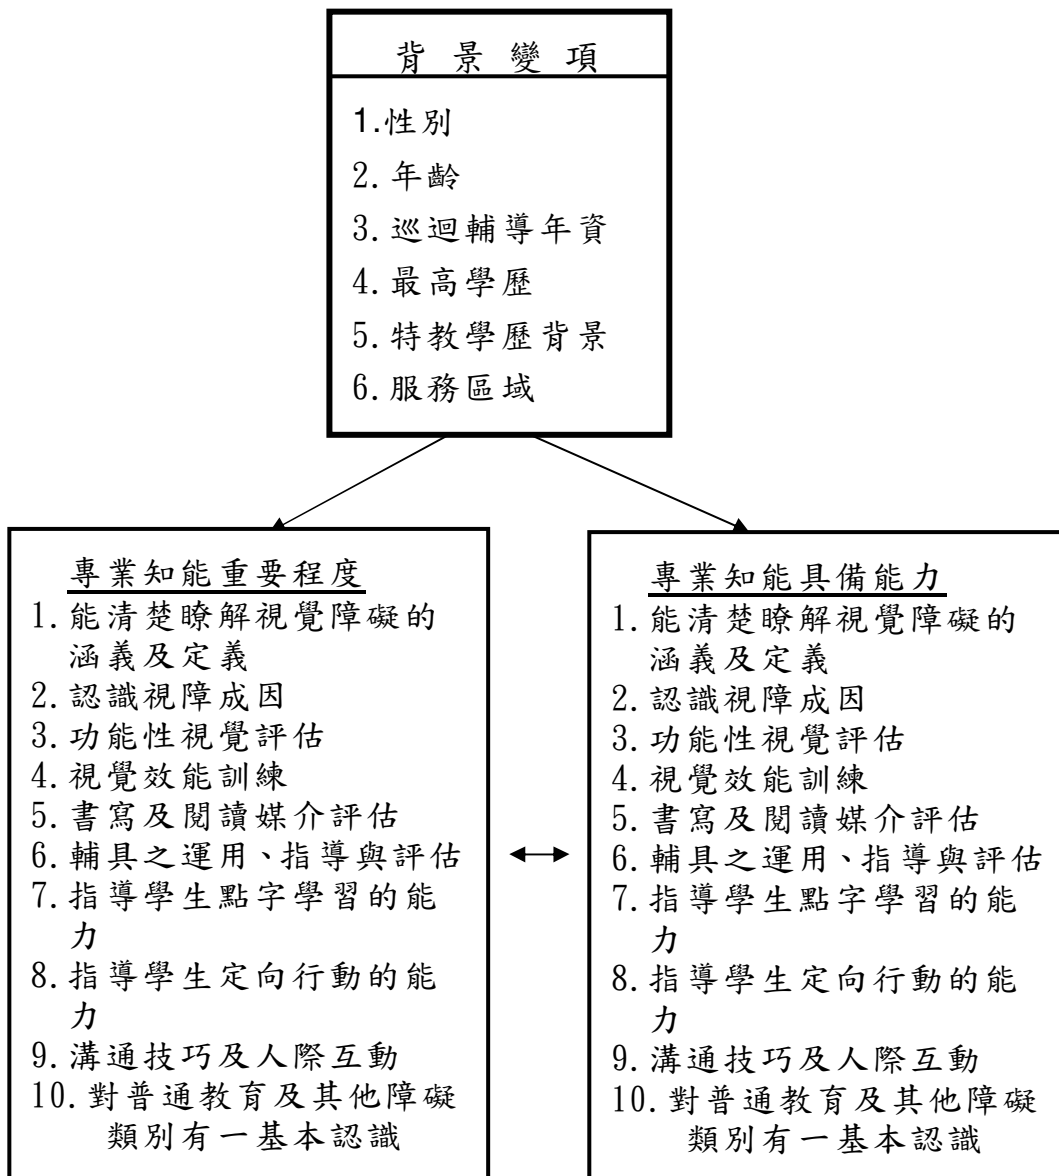 背景變項
1.性別
2.年齡
3.巡迴輔導年資
4.最高學歷
5.特教學歷背景
6.服務區域
專業知能重要程度
1.能清楚瞭解視覺障礙的
涵義及定義
2.認識視障成因
3.功能性視覺評估
4.視覺效能訓練
5.書寫及閱讀媒介評估
6.輔具之運用、指導與評估
7.指導學生點字學習的能
力
8.指導學生定向行動的能
力
9.溝通技巧及人際互動
10.對普通教育及其他障礙
類別有一基本認識
專業知能具備能力
1.能清楚瞭解視覺障礙的
涵義及定義
2.認識視障成因
3.功能性視覺評估
4.視覺效能訓練
5.書寫及閱讀媒介評估
6.輔具之運用、指導與評估
7.指導學生點字學習的能
力
8.指導學生定向行動的能
力
9.溝通技巧及人際互動
10.對普通教育及其他障礙
類別有一基本認識